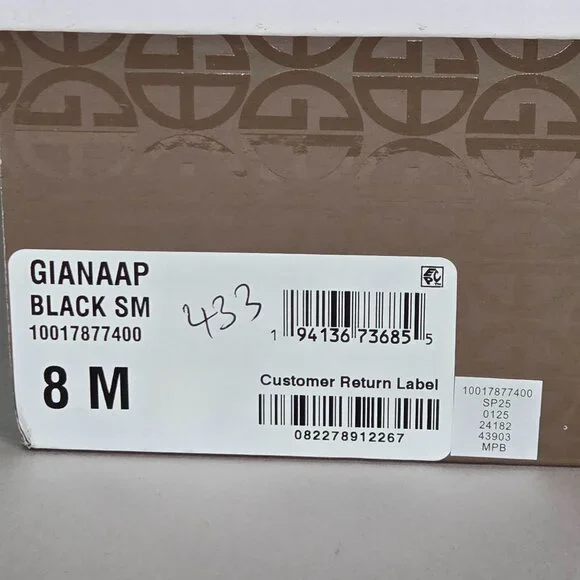 GIANAAP
BLACK SM
10017877400
8 M
433
1 94136 73685 5
Customer Return Label
082278912267
10017877400
SP25
0125
24182
43903
MPB